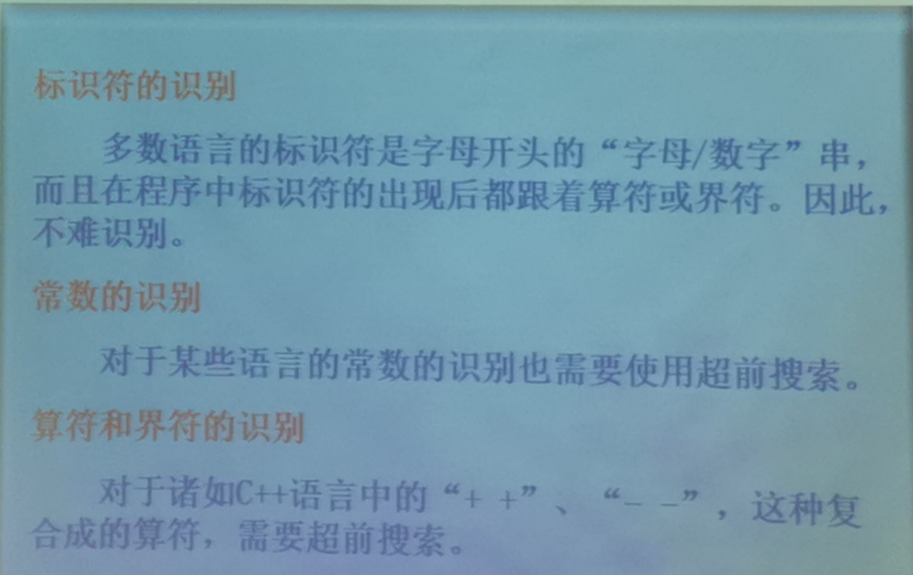 标识符的识别
多数语言的标识符是字母开头的“字母/数字”串，
而且在程序中标识符的出现后都跟着算符或界符。因此，
不难识别。
常数的识别
对于某些语言的常数的识别也需要使用超前搜索。
算符和界符的识别
对于诸如C++语言中的“+ +”、“- -”，这种复
合成的算符，需要超前搜索。